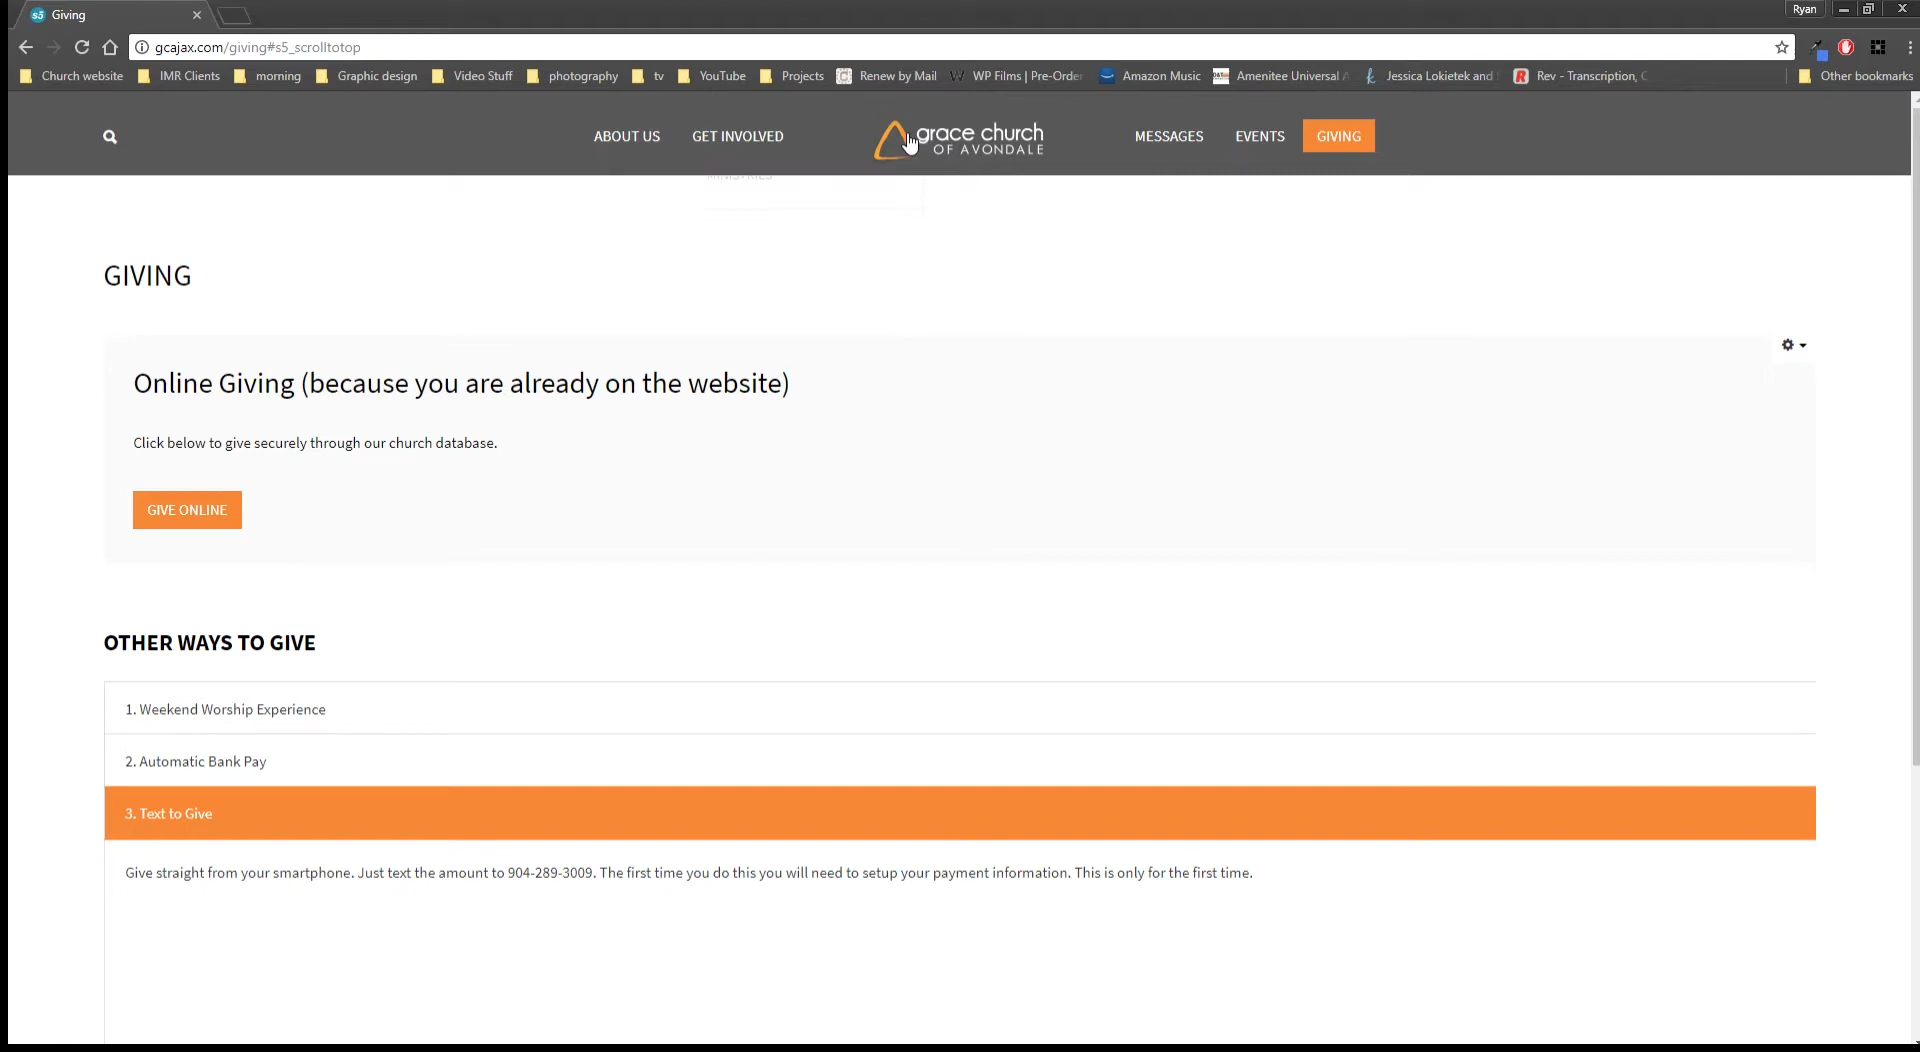 s5 Giving
Ryan
gcajax.com/giving#s5_scrolltotop
Church website IMR Clients morning Graphic design Video Stuff photography tv YouTube Projects Renew by Mail WP Films | Pre-Order Amazon Music Amenitee Universal Jessica Lokietek and Rev - Transcription, C Other bookmarks
ABOUT US GET INVOLVED grace church MESSAGES EVENTS GIVING
OF AVONDALE
MINISTRIES
GIVING
Online Giving (because you are already on the website)
Click below to give securely through our church database.
GIVE ONLINE
OTHER WAYS TO GIVE
1. Weekend Worship Experience
2. Automatic Bank Pay
3. Text to Give
Give straight from your smartphone. Just text the amount to 904-289-3009. The first time you do this you will need to setup your payment information. This is only for the first time.